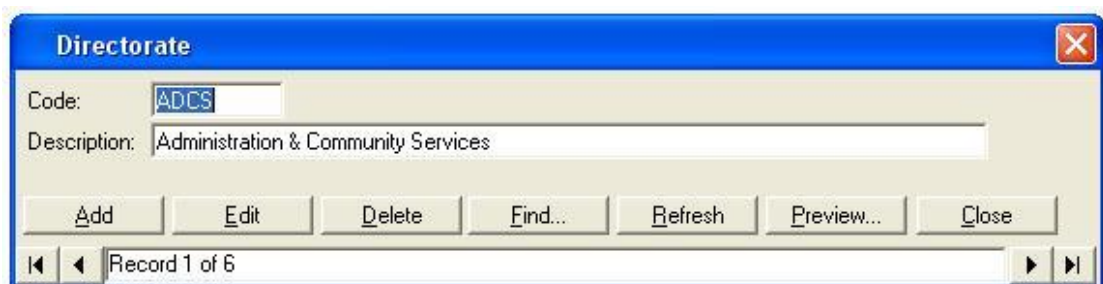 Directorate
Code: ADCS
Description: Administration & Community Services
Add Edit Delete Find... Refresh Preview... Close
Record 1 of 6